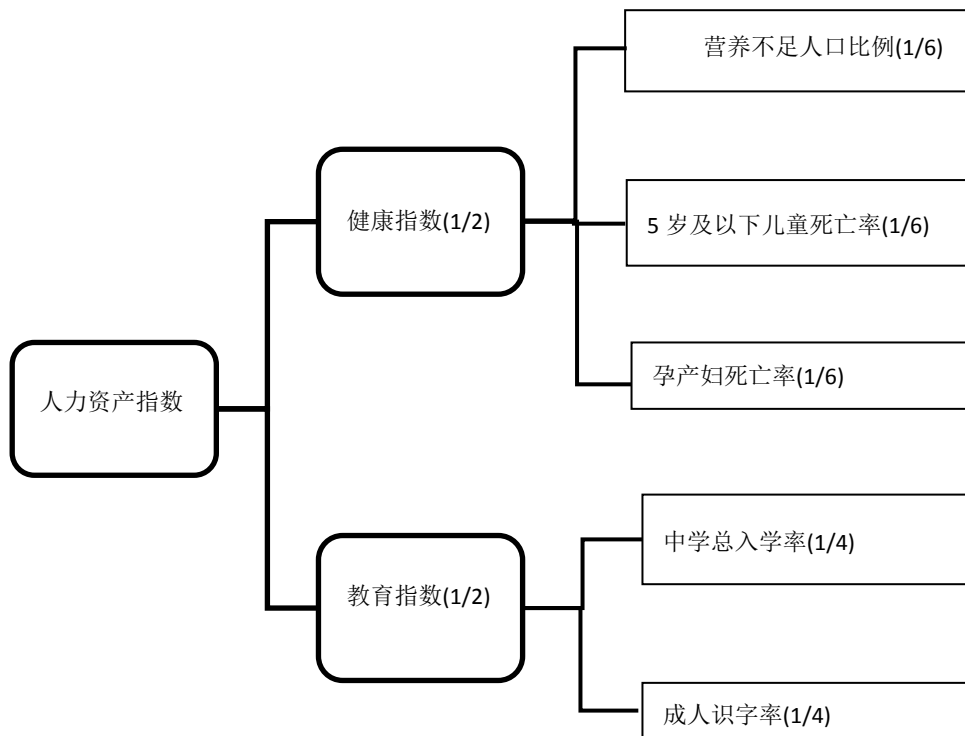 营养不足人口比例(1/6)
健康指数(1/2)
5 岁及以下儿童死亡率(1/6)
孕产妇死亡率(1/6)
人力资产指数
中学总入学率(1/4)
教育指数(1/2)
成人识字率(1/4)